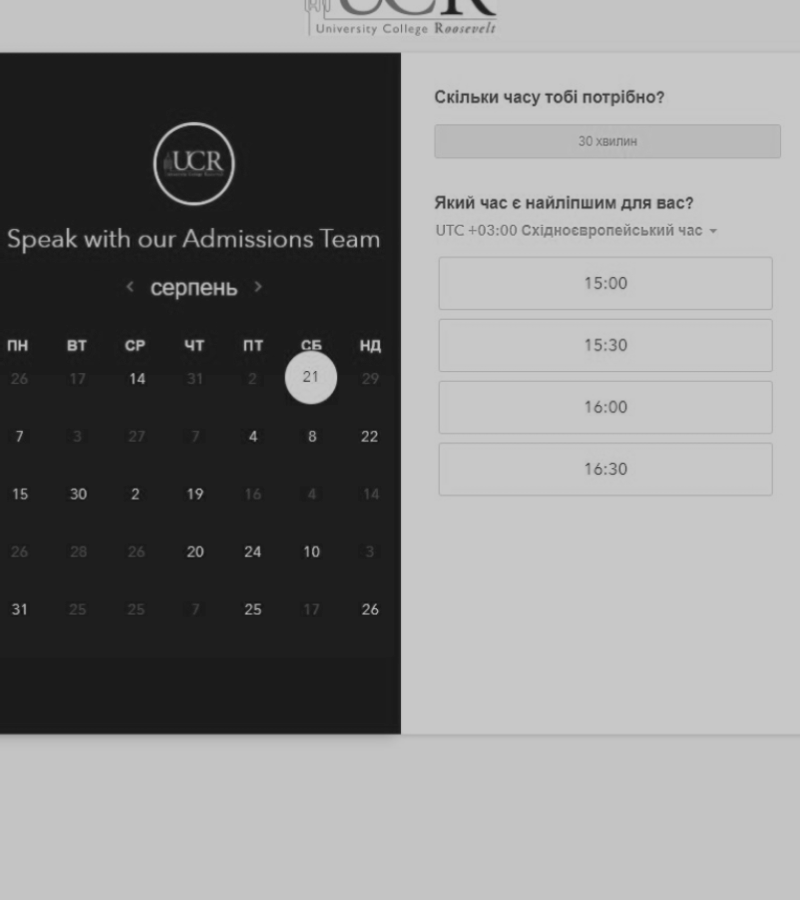 UCR
University College Roosevelt
UCR
Speak with our Admissions Team
серпень
ПН ВТ СР ЧТ ПТ СБ НД
26 17 14 31 2 21 29
7 3 27 7 4 8 22
15 30 2 19 16 4 14
26 28 26 20 24 10 3
31 25 25 7 25 17 26
Скільки часу тобі потрібно?
30 хвилин
Який час є найліпшим для вас?
UTC +03:00 Східноєвропейський час
15:00
15:30
16:00
16:30